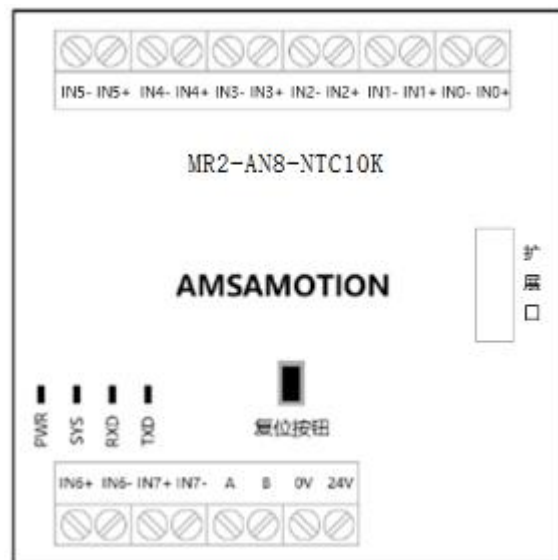 IN5- IN5+ IN4- IN4+ IN3- IN3+ IN2- IN2+ IN1- IN1+ IN0- IN0+
MR2-AN8-NTC10K
扩展口
AMSAMOTION
PWR SYS RXD TXD
复位按钮
IN6+ IN6- IN7+ IN7- A B 0V 24V